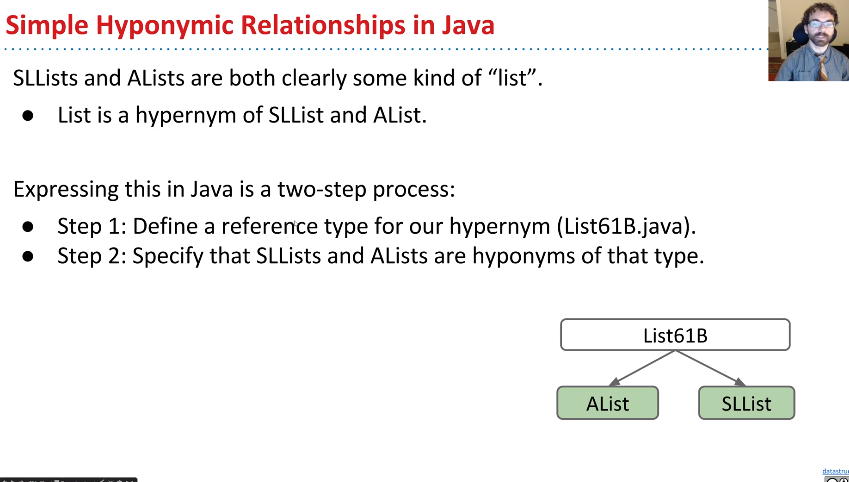 Simple Hyponymic Relationships in Java
SLLists and ALists are both clearly some kind of “list”.
● List is a hypernym of SLList and AList.
Expressing this in Java is a two-step process:
● Step 1: Define a reference type for our hypernym (List61B.java).
● Step 2: Specify that SLLists and ALists are hyponyms of that type.
List61B
AList
SLList
datastru